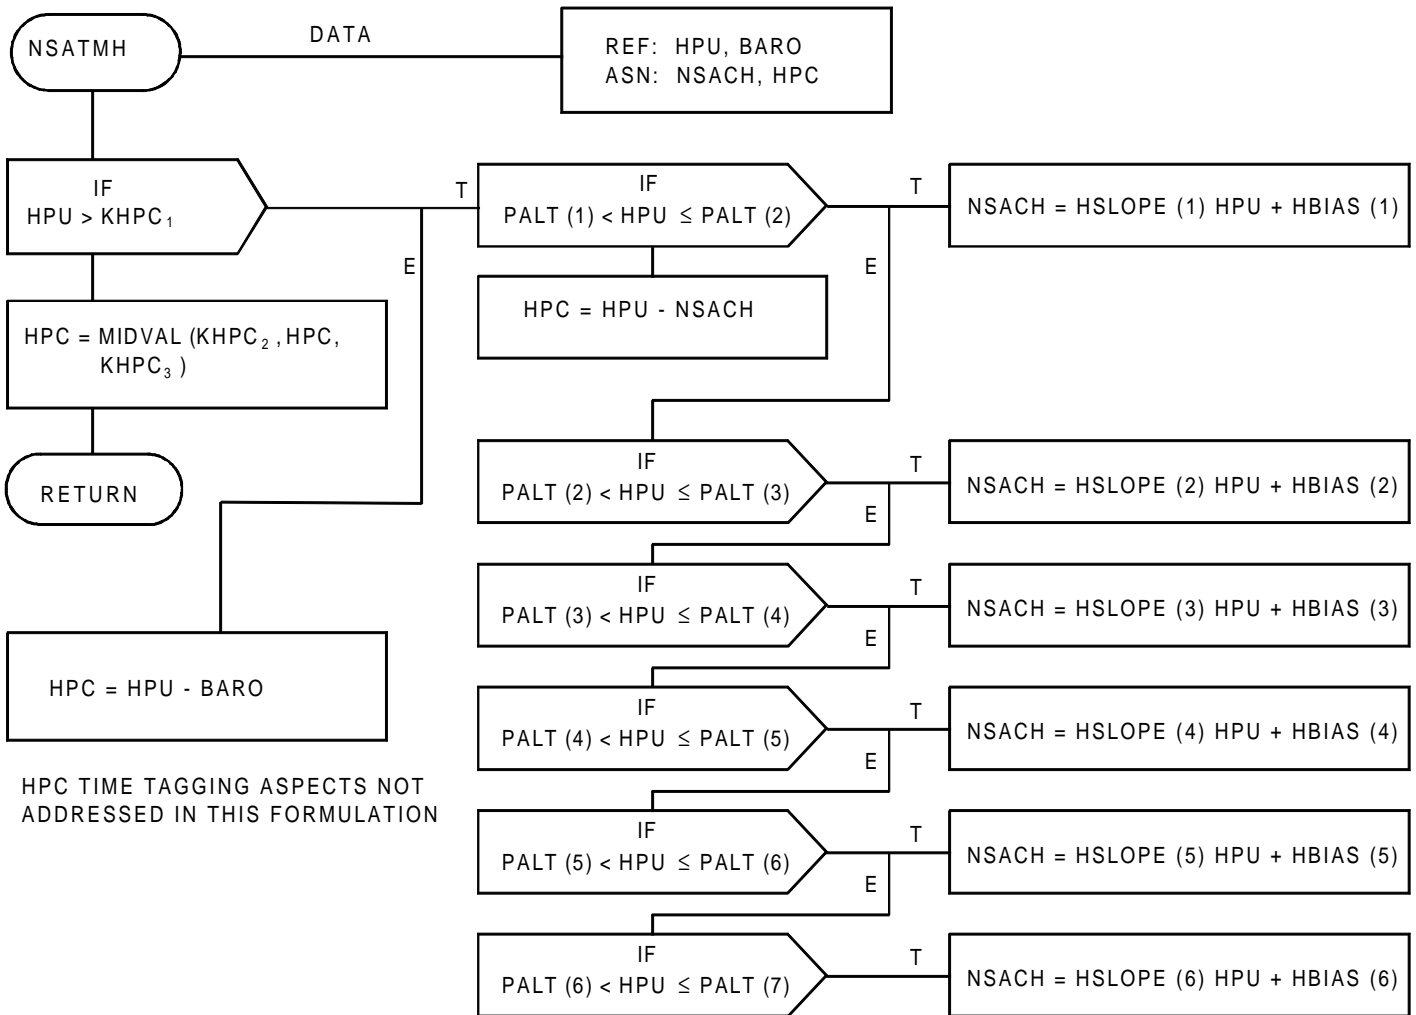 NSATMH
DATA
REF: HPU, BARO
ASN: NSACH, HPC
IF
HPU > KHPC₁
T
E
IF
PALT (1) < HPU ≤ PALT (2)
T
E
NSACH = HSLOPE (1) HPU + HBIAS (1)
HPC = MIDVAL (KHPC₂ , HPC,
KHPC₃ )
HPC = HPU - NSACH
RETURN
IF
PALT (2) < HPU ≤ PALT (3)
T
E
NSACH = HSLOPE (2) HPU + HBIAS (2)
IF
PALT (3) < HPU ≤ PALT (4)
T
E
NSACH = HSLOPE (3) HPU + HBIAS (3)
HPC = HPU - BARO
IF
PALT (4) < HPU ≤ PALT (5)
T
E
NSACH = HSLOPE (4) HPU + HBIAS (4)
HPC TIME TAGGING ASPECTS NOT
ADDRESSED IN THIS FORMULATION
IF
PALT (5) < HPU ≤ PALT (6)
T
E
NSACH = HSLOPE (5) HPU + HBIAS (5)
IF
PALT (6) < HPU ≤ PALT (7)
T
NSACH = HSLOPE (6) HPU + HBIAS (6)